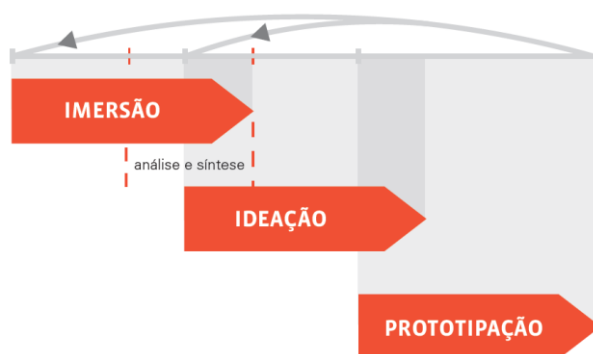 IMERSÃO
análise e síntese
IDEAÇÃO
PROTOTIPAÇÃO